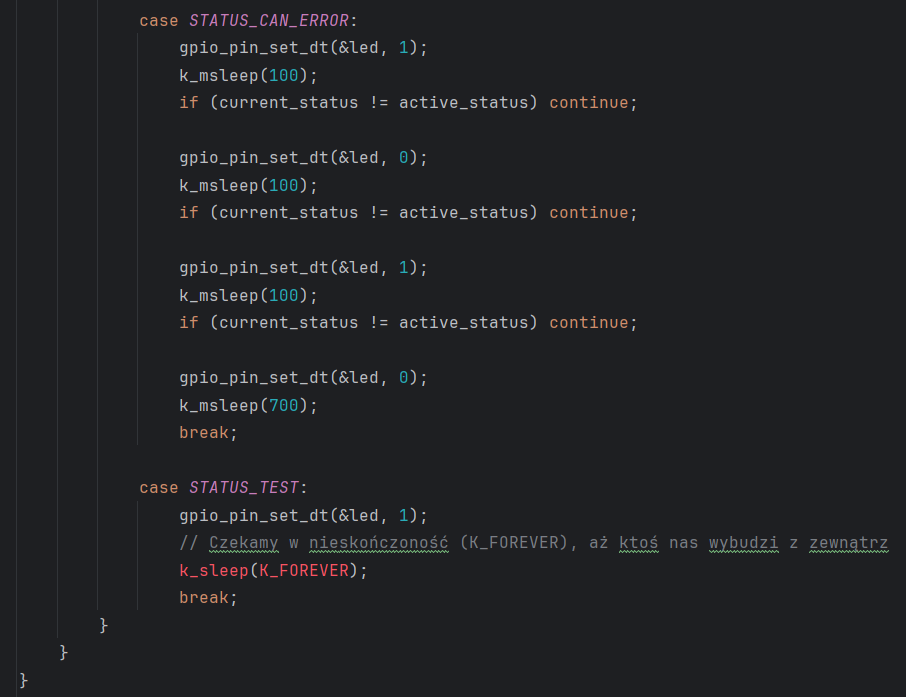 case STATUS_CAN_ERROR:
gpio_pin_set_dt(&led, 1);
k_msleep(100);
if (current_status != active_status) continue;
gpio_pin_set_dt(&led, 0);
k_msleep(100);
if (current_status != active_status) continue;
gpio_pin_set_dt(&led, 1);
k_msleep(100);
if (current_status != active_status) continue;
gpio_pin_set_dt(&led, 0);
k_msleep(700);
break;
case STATUS_TEST:
gpio_pin_set_dt(&led, 1);
// Czekamy w nieskończoność (K_FOREVER), aż ktoś nas wybudzi z zewnątrz
k_sleep(K_FOREVER);
break;
}
}
}